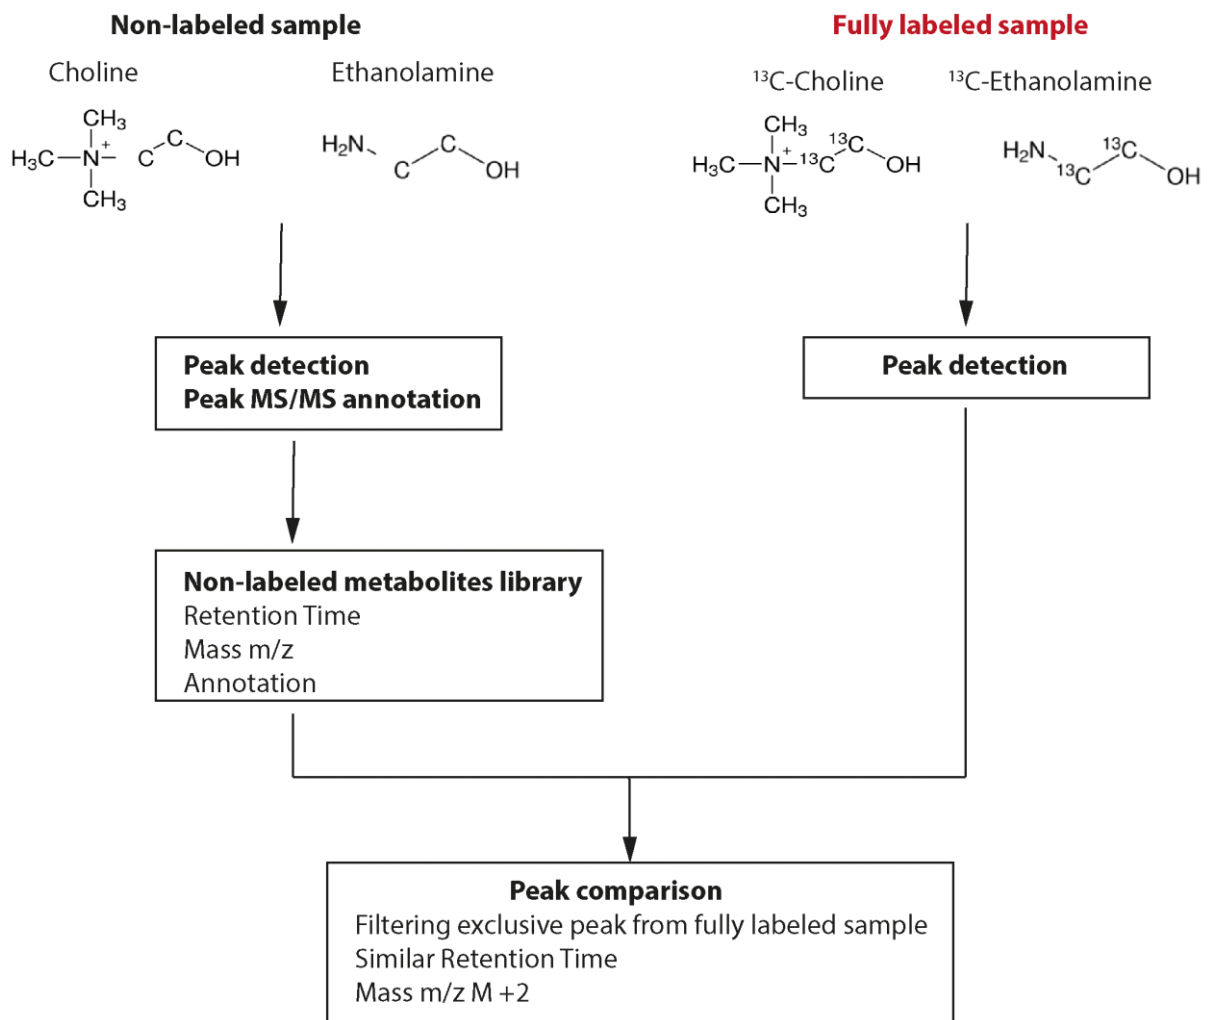 Non-labeled sample
Fully labeled sample
Choline
Ethanolamine
¹³C-Choline
¹³C-Ethanolamine
CH₃
H₃C
N
+
C
C
OH
CH₃
H₂N
C
C
OH
CH₃
H₃C
N
+
¹³C
¹³C
OH
CH₃
H₂N
¹³C
¹³C
OH
Peak detection
Peak MS/MS annotation
Peak detection
Non-labeled metabolites library
Retention Time
Mass m/z
Annotation
Peak comparison
Filtering exclusive peak from fully labeled sample
Similar Retention Time
Mass m/z M +2